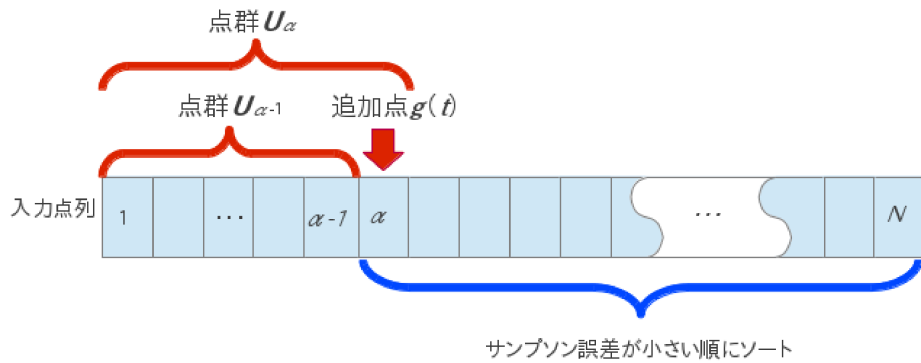 点群Uα
点群Uα-1
追加点g(t)
入力点列
1 … α-1 α … N
サンプソン誤差が小さい順にソート